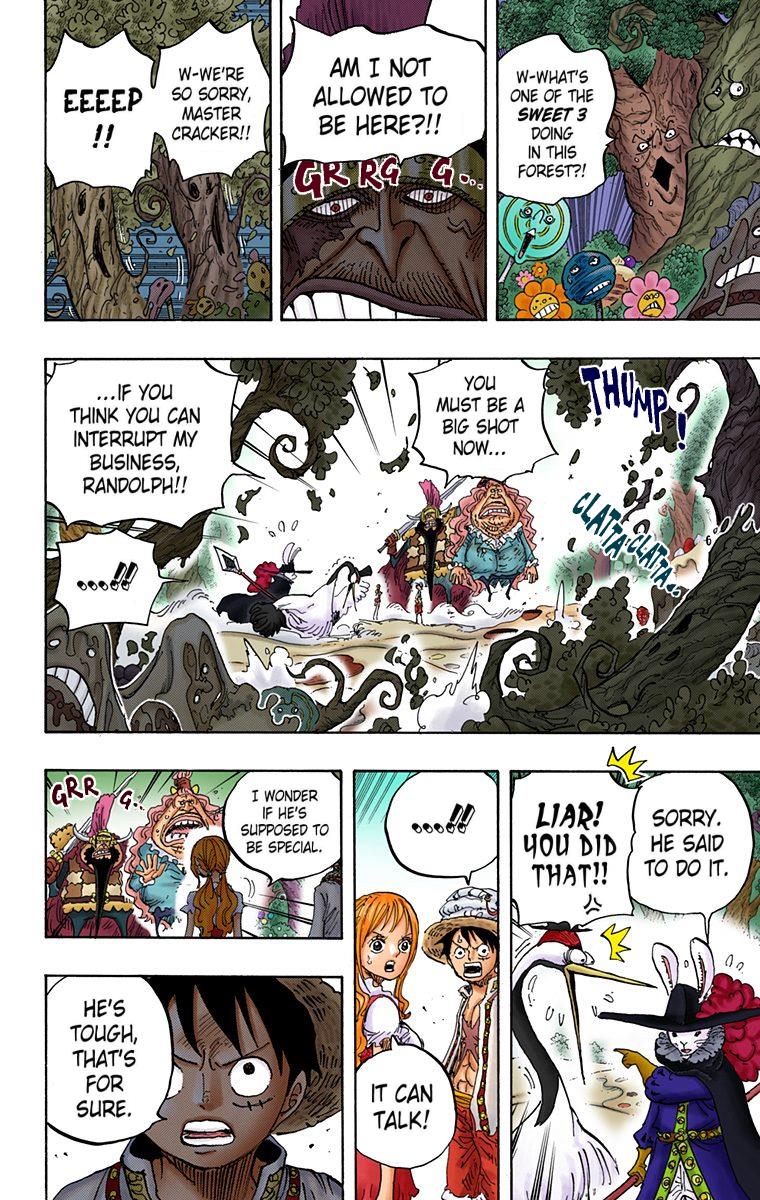 W-WHAT'S
ONE OF THE
SWEET 3
DOING
IN THIS
FOREST?!
AM I NOT
ALLOWED TO
BE HERE?!!
GR RG G...
W-WE'RE
SO SORRY,
MASTER
CRACKER!!
EEEEP
!!
THUMP!
CLATTA CLATTA...
YOU
MUST BE A
BIG SHOT
NOW...
...IF YOU
THINK YOU CAN
INTERRUPT MY
BUSINESS,
RANDOLPH!!
....!!
SORRY.
HE SAID
TO DO IT.
LIAR!
YOU DID
THAT!!
....!!
IT CAN
TALK!
I WONDER
IF HE'S
SUPPOSED TO
BE SPECIAL.
GRR G..
HE'S
TOUGH,
THAT'S
FOR
SURE.